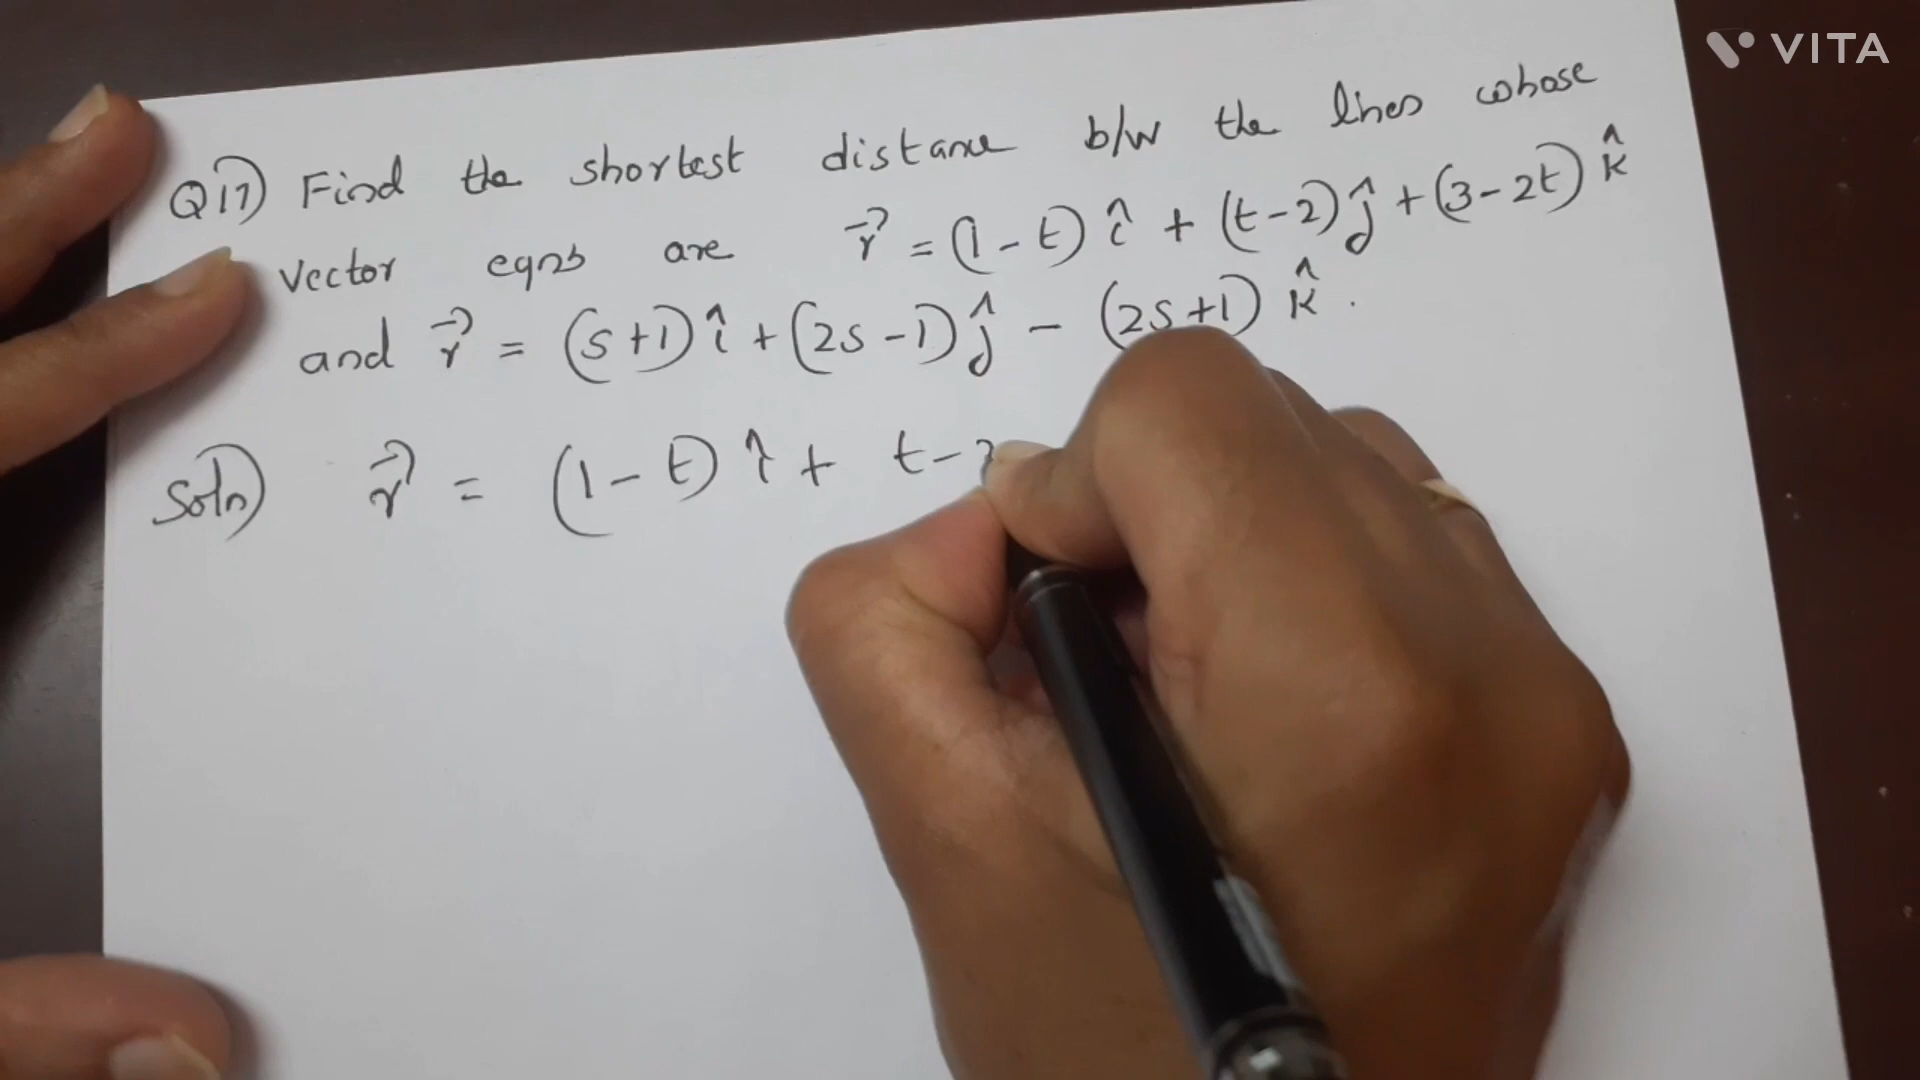 VITA
Q17) Find the shortest distance b/w the lines whose
vector eqns are r⃗ = (1-t) î + (t-2) ĵ + (3-2t) k̂
and r⃗ = (s+1) î + (2s-1) ĵ - (2s+1) k̂ .
Soln) r⃗ = (1-t) î + t-